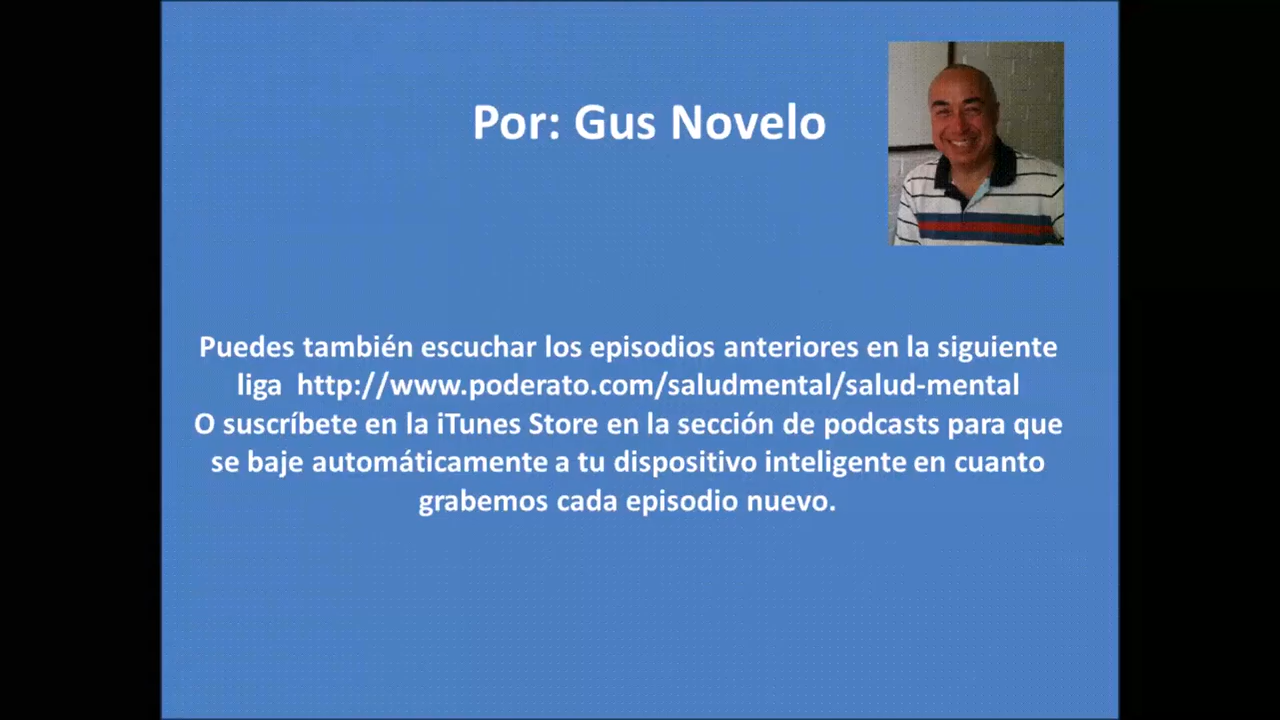 Por: Gus Novelo
Puedes también escuchar los episodios anteriores en la siguiente
liga http://www.poderato.com/saludmental/salud-mental
O suscríbete en la iTunes Store en la sección de podcasts para que
se baje automáticamente a tu dispositivo inteligente en cuanto
grabemos cada episodio nuevo.